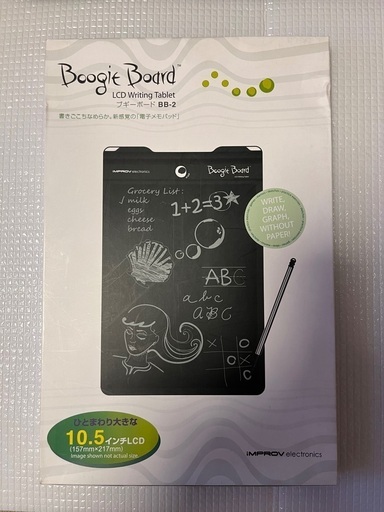 Boogie Board™
LCD Writing Tablet
ブギーボード BB-2
書きごこちなめらか。新感覚の「電子メモパッド」
IMPROV electronics
Boogie Board
Grocery List:
✓ milk
eggs
cheese
bread
1+2=3
WRITE,
DRAW,
GRAPH,
WITHOUT
PAPER!
ABC
a b c
a B C
X O
O X O
X C
ひとまわり大きな
10.5インチLCD
(157mm×217mm)
Image shown not actual size.
IMPROV electronics